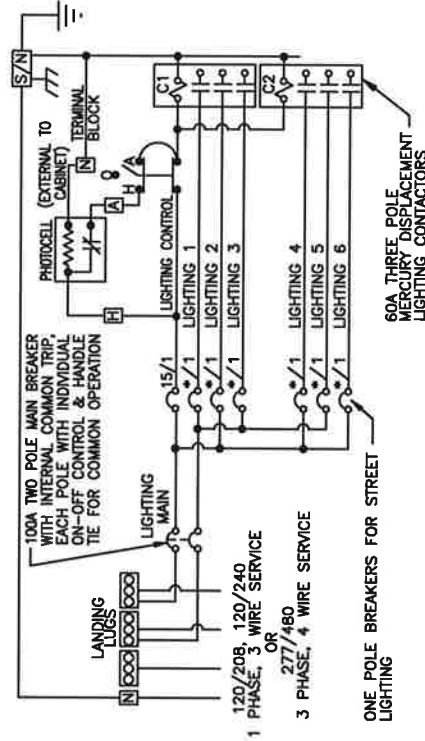 S/N
100A TWO POLE MAIN BREAKER
WITH INTERNAL COMMON TRIP,
EACH POLE WITH INDIVIDUAL
ON-OFF CONTROL & HANDLE
TIE FOR COMMON OPERATION
PHOTOCELL
(EXTERNAL TO
CABINET)
N
TERMINAL
BLOCK
A
H
H
A
LANDING
LUGS
N
LIGHTING
MAIN
15/1
LIGHTING CONTROL
*/1 LIGHTING 1
*/1 LIGHTING 2
*/1 LIGHTING 3
*/1 LIGHTING 4
*/1 LIGHTING 5
*/1 LIGHTING 6
C1
C2
120/208, 120/240
1 PHASE, 3 WIRE SERVICE
OR
277/480
3 PHASE, 4 WIRE SERVICE
ONE POLE BREAKERS FOR STREET
LIGHTING
60A THREE POLE
MERCURY DISPLACEMENT
LIGHTING CONTACTORS